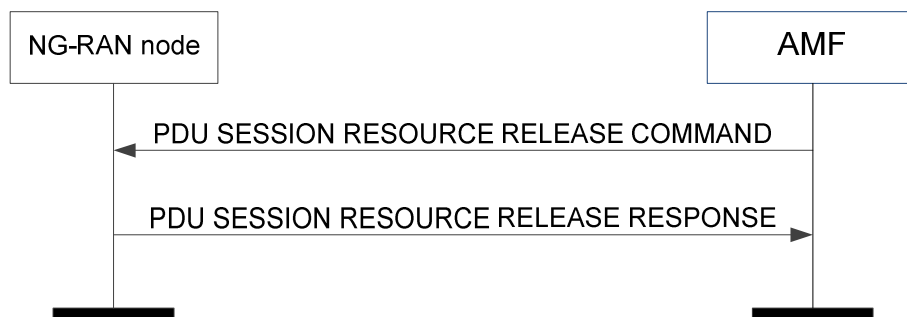 NG-RAN node
AMF
PDU SESSION RESOURCE RELEASE COMMAND
PDU SESSION RESOURCE RELEASE RESPONSE